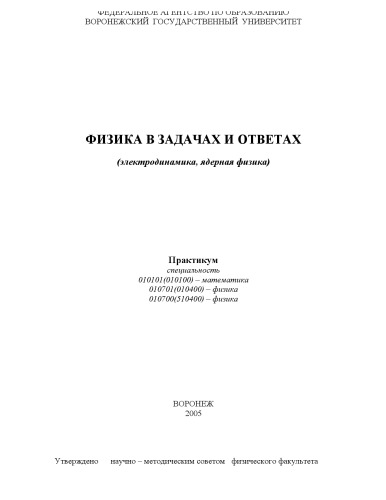 ФЕДЕРАЛЬНОЕ АГЕНТСТВО ПО ОБРАЗОВАНИЮ
ВОРОНЕЖСКИЙ ГОСУДАРСТВЕННЫЙ УНИВЕРСИТЕТ
ФИЗИКА В ЗАДАЧАХ И ОТВЕТАХ
(электродинамика, ядерная физика)
Практикум
специальность
010101(010100) – математика
010701(010400) – физика
010700(510400) – физика
ВОРОНЕЖ
2005
Утверждено научно – методическим советом физического факультета